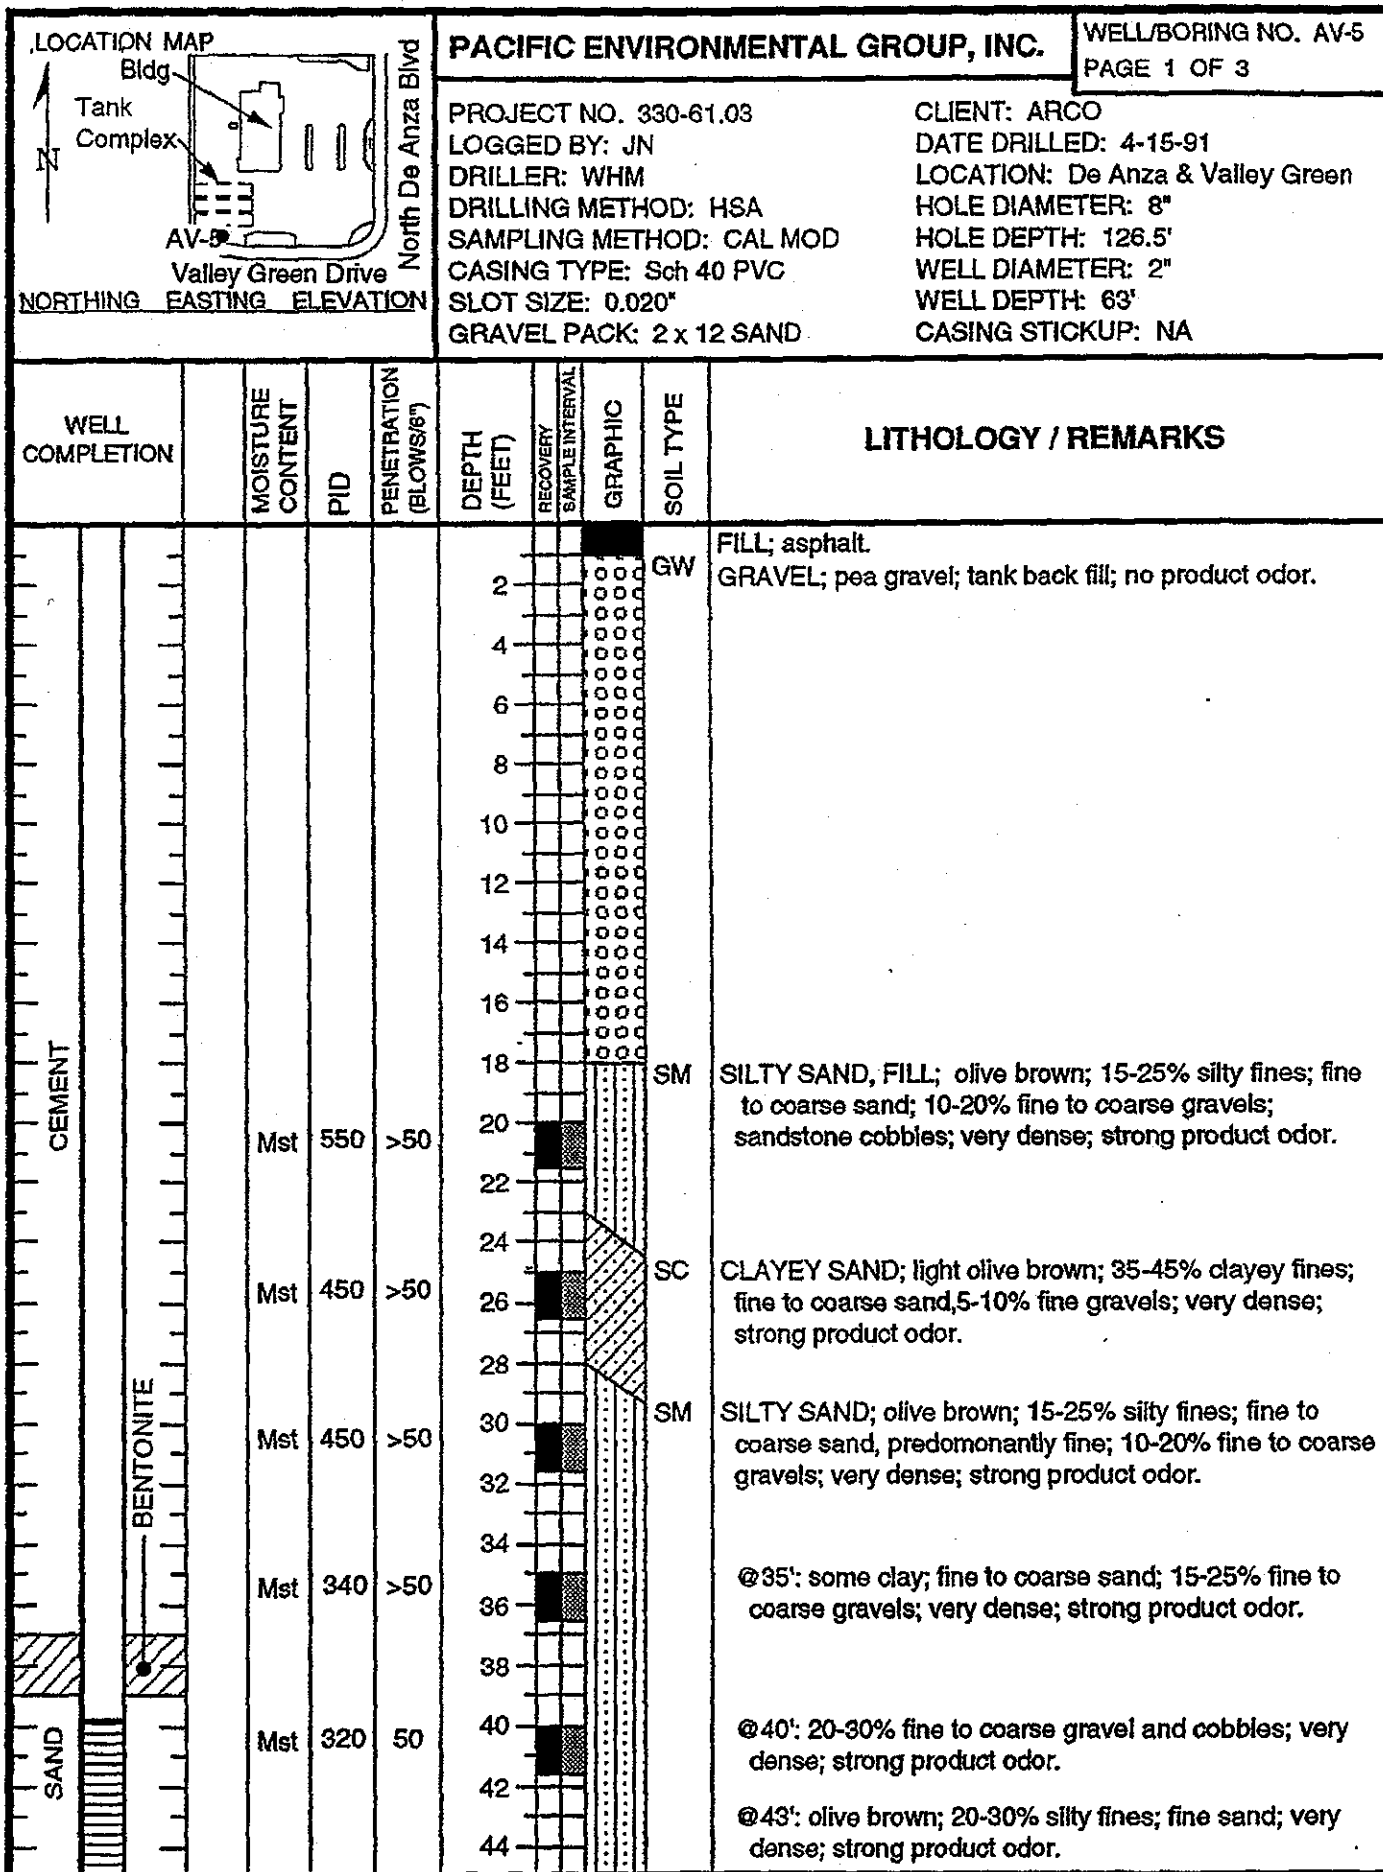 LOCATION MAP
Bldg
Tank
Complex
N
AV-5
North De Anza Blvd
Valley Green Drive
NORTHING EASTING ELEVATION
PACIFIC ENVIRONMENTAL GROUP, INC.
WELL/BORING NO. AV-5
PAGE 1 OF 3
PROJECT NO. 330-61.03
LOGGED BY: JN
DRILLER: WHM
DRILLING METHOD: HSA
SAMPLING METHOD: CAL MOD
CASING TYPE: Sch 40 PVC
SLOT SIZE: 0.020"
GRAVEL PACK: 2 x 12 SAND
CLIENT: ARCO
DATE DRILLED: 4-15-91
LOCATION: De Anza & Valley Green
HOLE DIAMETER: 8"
HOLE DEPTH: 126.5'
WELL DIAMETER: 2"
WELL DEPTH: 63'
CASING STICKUP: NA
WELL
COMPLETION
MOISTURE
CONTENT
PID
PENETRATION
(BLOWS/6")
DEPTH
(FEET)
RECOVERY
SAMPLE INTERVAL
GRAPHIC
SOIL TYPE
LITHOLOGY / REMARKS
FILL; asphalt.
GW GRAVEL; pea gravel; tank back fill; no product odor.
2
4
6
8
10
12
14
16
18
SM SILTY SAND, FILL; olive brown; 15-25% silty fines; fine
to coarse sand; 10-20% fine to coarse gravels;
sandstone cobbles; very dense; strong product odor.
CEMENT
Mst 550 >50 20
22
24
SC CLAYEY SAND; light olive brown; 35-45% clayey fines;
fine to coarse sand,5-10% fine gravels; very dense;
strong product odor.
Mst 450 >50 26
28
BENTONITE
SM SILTY SAND; olive brown; 15-25% silty fines; fine to
coarse sand, predomonantly fine; 10-20% fine to coarse
gravels; very dense; strong product odor.
Mst 450 >50 30
32
34
Mst 340 >50 36
@35': some clay; fine to coarse sand; 15-25% fine to
coarse gravels; very dense; strong product odor.
38
SAND
Mst 320 50 40
@40': 20-30% fine to coarse gravel and cobbles; very
dense; strong product odor.
42
@43': olive brown; 20-30% silty fines; fine sand; very
dense; strong product odor.
44